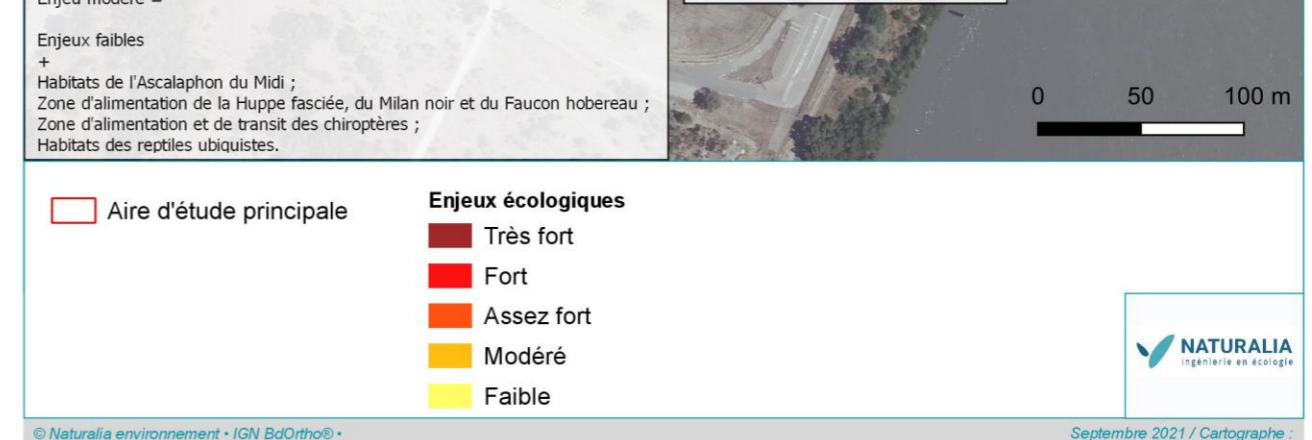 Enjeu modéré =
Enjeux faibles
+
Habitats de l'Ascalaphon du Midi ;
Zone d'alimentation de la Huppe fasciée, du Milan noir et du Faucon hobereau ;
Zone d'alimentation et de transit des chiroptères ;
Habitats des reptiles ubiquistes.
0 50 100 m
Aire d'étude principale
Enjeux écologiques
Très fort
Fort
Assez fort
Modéré
Faible
NATURALIA
ingénierie en écologie
© Naturalia environnement • IGN BdOrtho® •
Septembre 2021 / Cartographe :